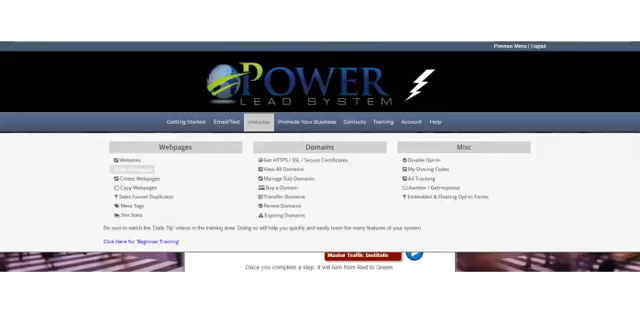 Previous Menu | Logout
POWER
LEAD SYSTEM
Getting Started Email/Text Websites Promote Your Business Contacts Training Account Help
Webpages Domains Misc
Websites Get HTTPS / SSL / Secure Certificates Double Opt-In
View All Domains My Sharing Codes
Create Webpages Manage Sub Domains Ad Tracking
Copy Webpages Buy a Domain Aweber / Getresponse
Sales Funnel Duplicator Transfer Domains Embedded & Floating Opt-In Forms
Meta Tags Renew Domains
Site Stats Expiring Domains
Be sure to watch the 'Daily Tip' videos in the training area. Doing so will help you quickly and easily learn the many features of your system.
Click Here for 'Beginner Training'
Master Traffic Institute
Once you complete a step, it will turn from Red to Green.